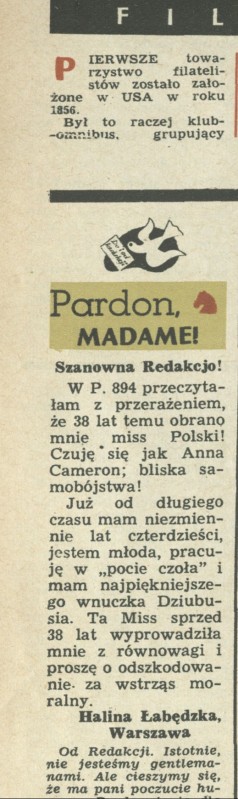 FIL
PIERWSZE towa-
rzystwo filateli-
stów zostało zało-
żone w USA w roku
1856.
Był to raczej klub-
-omnibus, grupujący
Pardon,
MADAME!
Szanowna Redakcjo!
W P. 894 przeczyta-
łam z przerażeniem,
że 38 lat temu obrano
mnie miss Polski!
Czuję się jak Anna
Cameron; bliska sa-
mobójstwa!
Już od długiego
czasu mam niezmien-
nie lat czterdzieści,
jestem młoda, pracu-
ję w „pocie czoła” i
mam najpiękniejsze-
go wnuczka Dziubu-
sia. Ta Miss sprzed
38 lat wyprowadziła
mnie z równowagi i
proszę o odszkodowa-
nie za wstrząs mo-
ralny.
Halina Łabędzka,
Warszawa
Od Redakcji. Istotnie,
nie jesteśmy gentlema-
nami. Ale cieszymy się,
że ma pani poczucie hu-